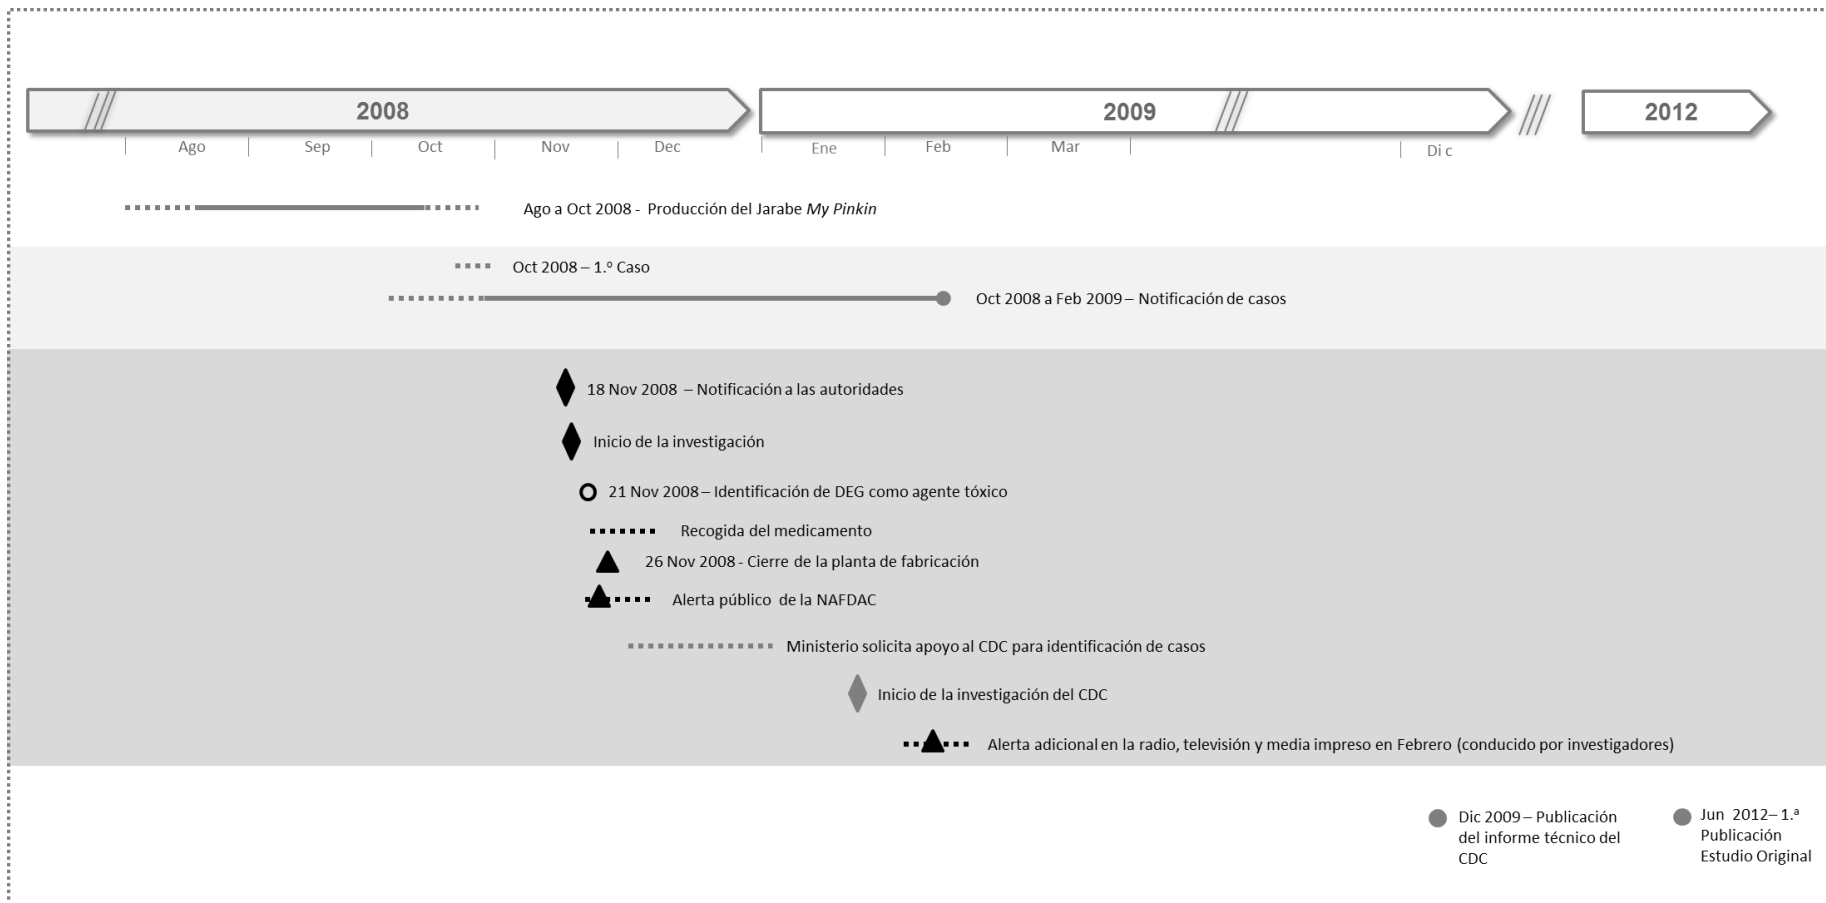 2008
2009
2012
Ago
Sep
Oct
Nov
Dec
Ene
Feb
Mar
Di c
Ago a Oct 2008 - Producción del Jarabe My Pinkin
Oct 2008 – 1.º Caso
Oct 2008 a Feb 2009 – Notificación de casos
18 Nov 2008 – Notificación a las autoridades
Inicio de la investigación
21 Nov 2008 – Identificación de DEG como agente tóxico
Recogida del medicamento
26 Nov 2008 - Cierre de la planta de fabricación
Alerta público de la NAFDAC
Ministerio solicita apoyo al CDC para identificación de casos
Inicio de la investigación del CDC
Alerta adicional en la radio, televisión y media impreso en Febrero (conducido por investigadores)
Dic 2009 – Publicación
del informe técnico del
CDC
Jun 2012– 1.ª
Publicación
Estudio Original